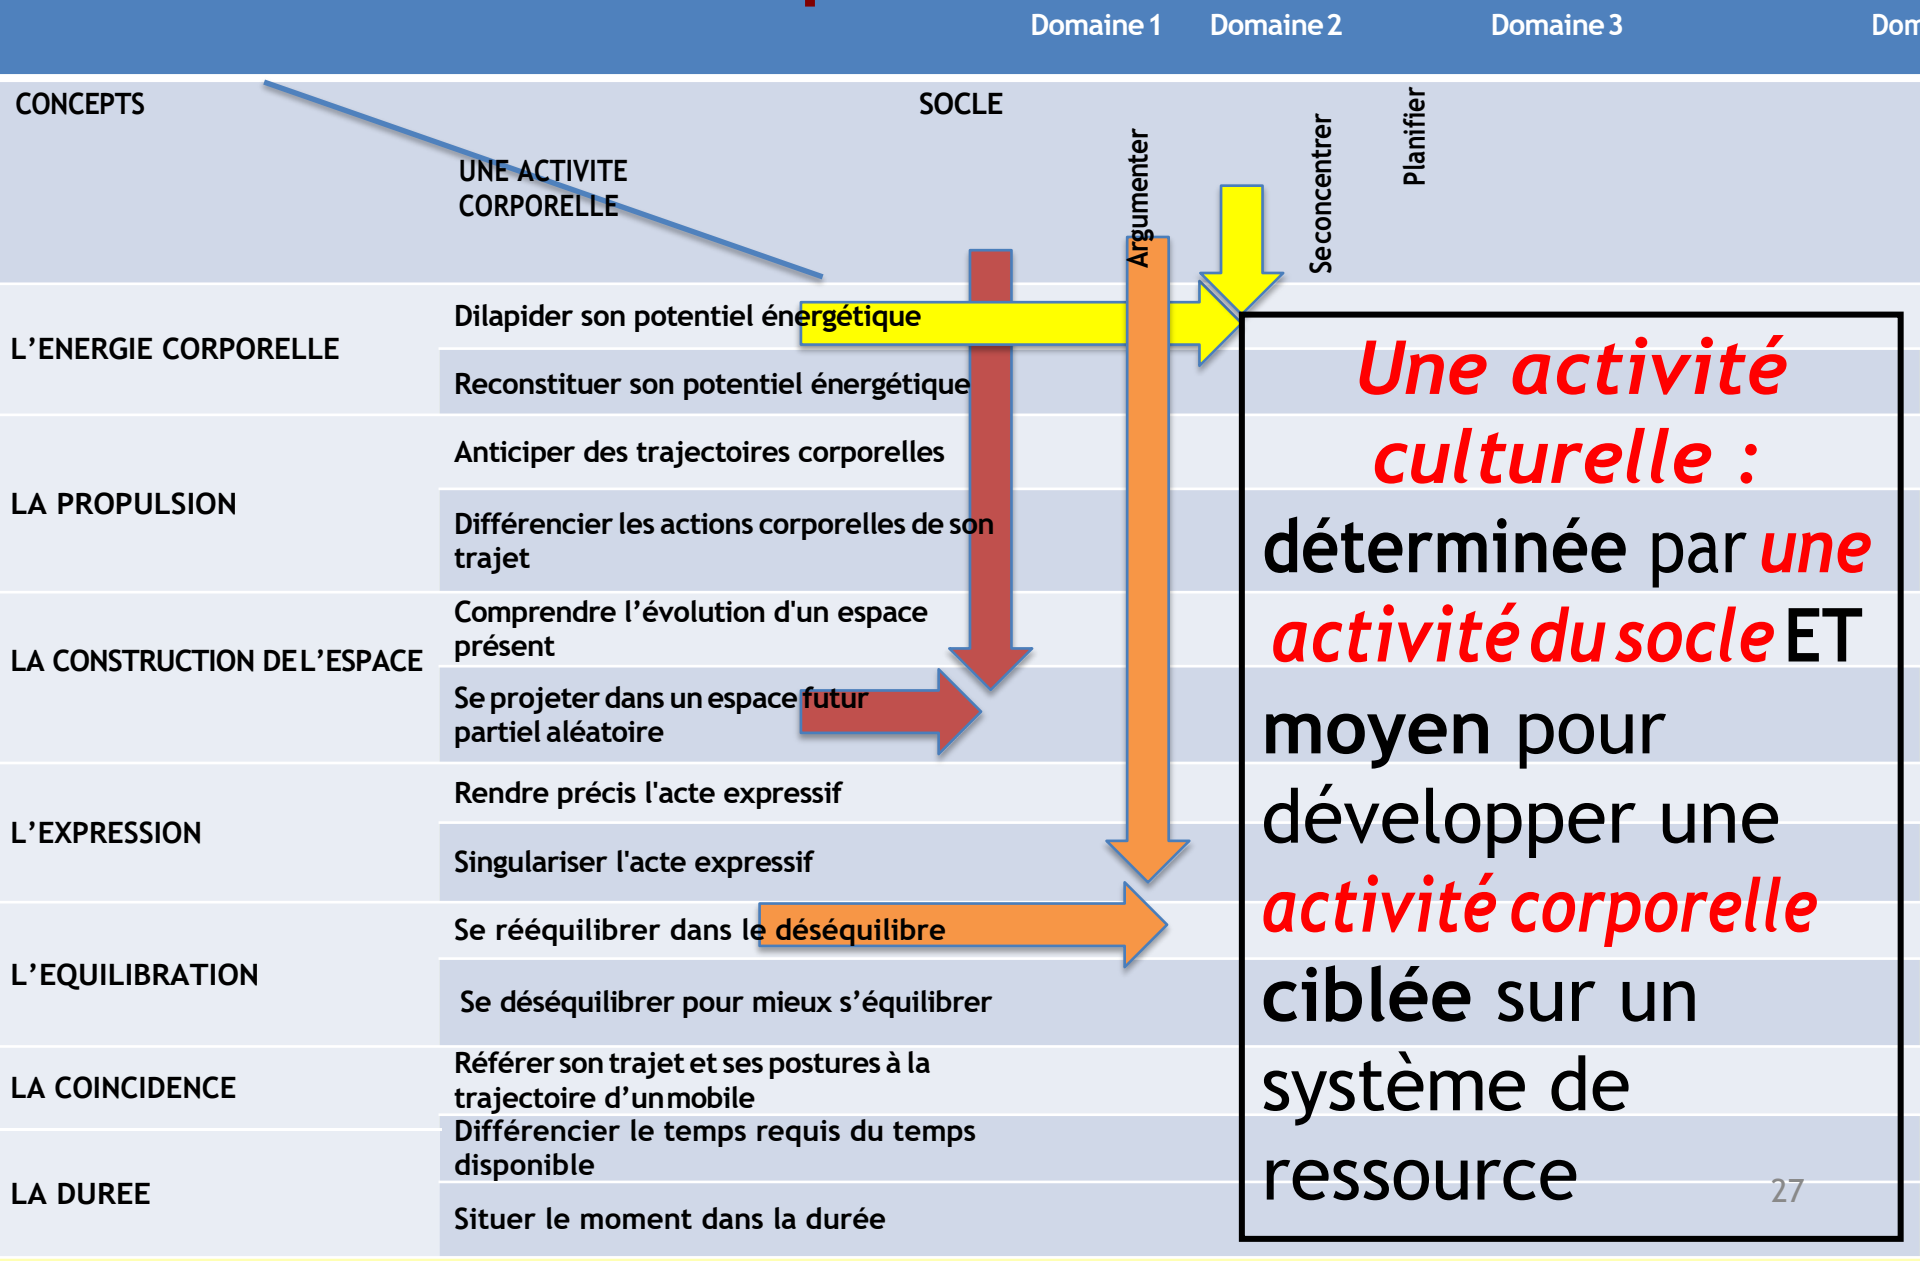 Domaine 1 Domaine 2 Domaine 3 Dom
CONCEPTS SOCLE
UNE ACTIVITE
CORPORELLE
Argumenter
Se concentrer
Planifier
L’ENERGIE CORPORELLE
Dilapider son potentiel énergétique
Reconstituer son potentiel énergétique
LA PROPULSION
Anticiper des trajectoires corporelles
Différencier les actions corporelles de son
trajet
LA CONSTRUCTION DE L’ESPACE
Comprendre l’évolution d'un espace
présent
Se projeter dans un espace futur
partiel aléatoire
L’EXPRESSION
Rendre précis l'acte expressif
Singulariser l'acte expressif
L’EQUILIBRATION
Se rééquilibrer dans le déséquilibre
Se déséquilibrer pour mieux s’équilibrer
LA COINCIDENCE
Référer son trajet et ses postures à la
trajectoire d’un mobile
LA DUREE
Différencier le temps requis du temps
disponible
Situer le moment dans la durée
Une activité
culturelle :
déterminée par une
activité du socle ET
moyen pour
développer une
activité corporelle
ciblée sur un
système de
ressource
27